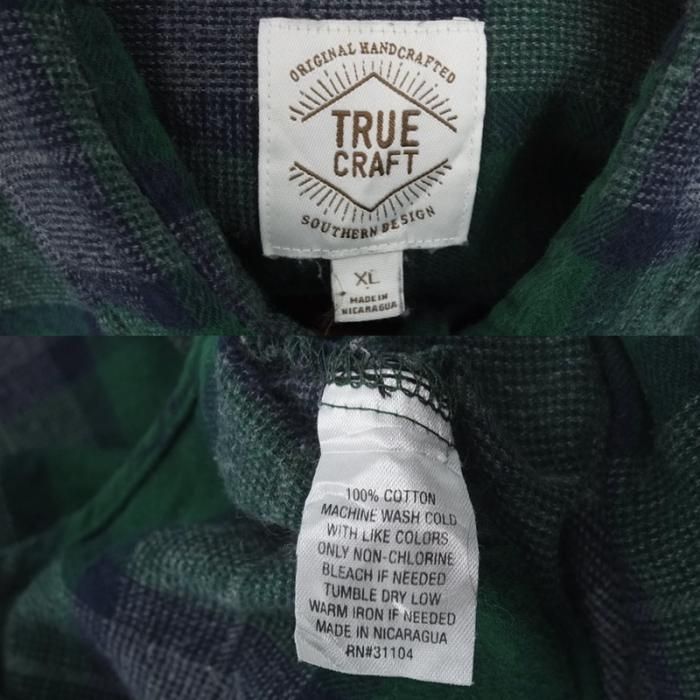 ORIGINAL HANDCRAFTED
TRUE
CRAFT
SOUTHERN DESIGN
XL
MADE IN
NICARAGUA
100% COTTON
MACHINE WASH COLD
WITH LIKE COLORS
ONLY NON-CHLORINE
BLEACH IF NEEDED
TUMBLE DRY LOW
WARM IRON IF NEEDED
MADE IN NICARAGUA
RN#31104